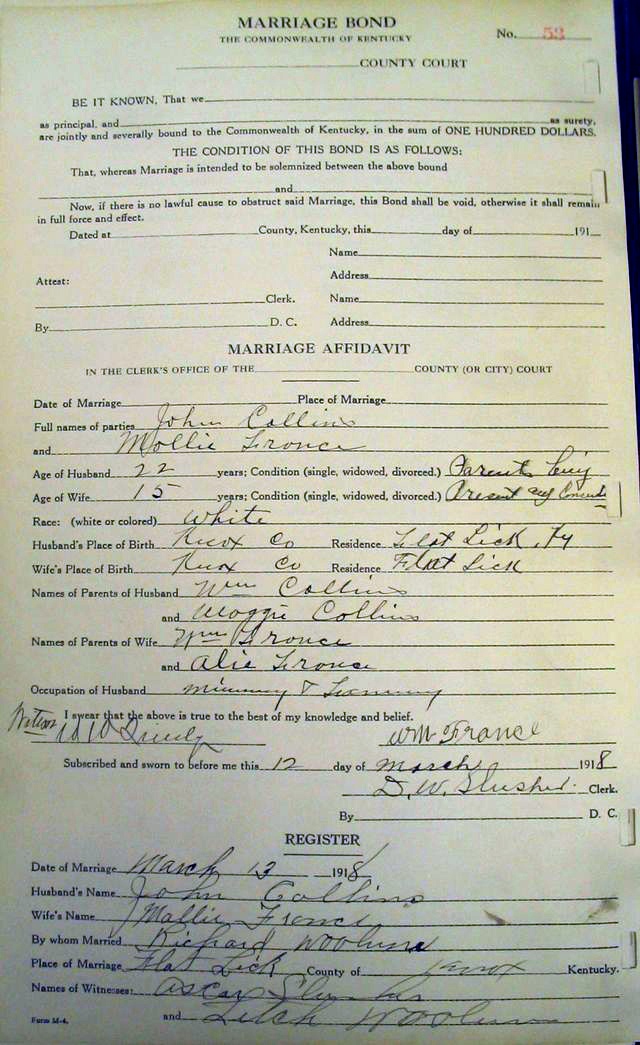 MARRIAGE BOND
THE COMMONWEALTH OF KENTUCKY
No. 53
COUNTY COURT
BE IT KNOWN, That we
as principal, and as surety,
are jointly and severally bound to the Commonwealth of Kentucky, in the sum of ONE HUNDRED DOLLARS.
THE CONDITION OF THIS BOND IS AS FOLLOWS:
That, whereas Marriage is intended to be solemnized between the above bound
and
Now, if there is no lawful cause to obstruct said Marriage, this Bond shall be void, otherwise it shall remain
in full force and effect.
Dated at County, Kentucky, this day of 191
Name
Address
Attest:
Clerk. Name
By D. C. Address
MARRIAGE AFFIDAVIT
IN THE CLERK'S OFFICE OF THE COUNTY (OR CITY) COURT
Date of Marriage Place of Marriage
Full names of parties John Collins
and Mollie France
Age of Husband 22 years; Condition (single, widowed, divorced.) Parents
Age of Wife 15 years; Condition (single, widowed, divorced.) Present
Race: (white or colored) White
Husband's Place of Birth Knox Co Residence Flat Lick, Ky
Wife's Place of Birth Knox Co Residence Flat Lick
Names of Parents of Husband Wm Collins
and Maggie Collins
Names of Parents of Wife Wm France
and Alie France
Occupation of Husband
I swear that the above is true to the best of my knowledge and belief.
Witness
Wm France
Subscribed and sworn to before me this 12 day of March 1918
D. W. Slusher Clerk.
By D. C.
REGISTER
Date of Marriage March 13 1918
Husband's Name John Collins
Wife's Name Mallie France
By whom Married Richard Woolum
Place of Marriage Flat Lick County of Knox Kentucky.
Names of Witnesses: Oscar Slusher
and Woolum
Form M-4.